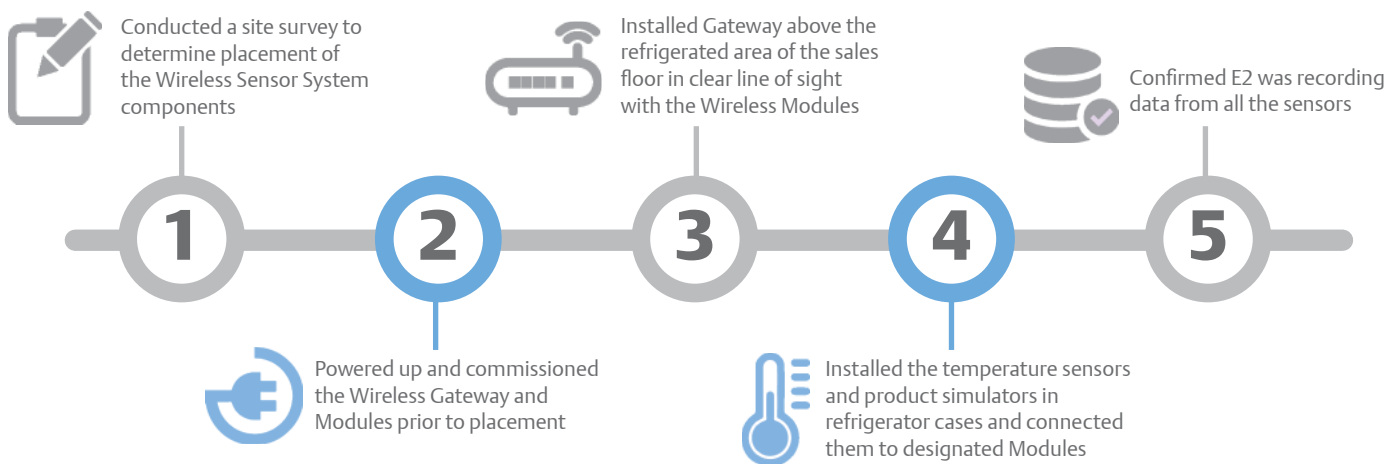 Conducted a site survey to
determine placement of
the Wireless Sensor System
components
Installed Gateway above the
refrigerated area of the sales
floor in clear line of sight
with the Wireless Modules
Confirmed E2 was recording
data from all the sensors
1
2
3
4
5
Powered up and commissioned
the Wireless Gateway and
Modules prior to placement
Installed the temperature sensors
and product simulators in
refrigerator cases and connected
them to designated Modules